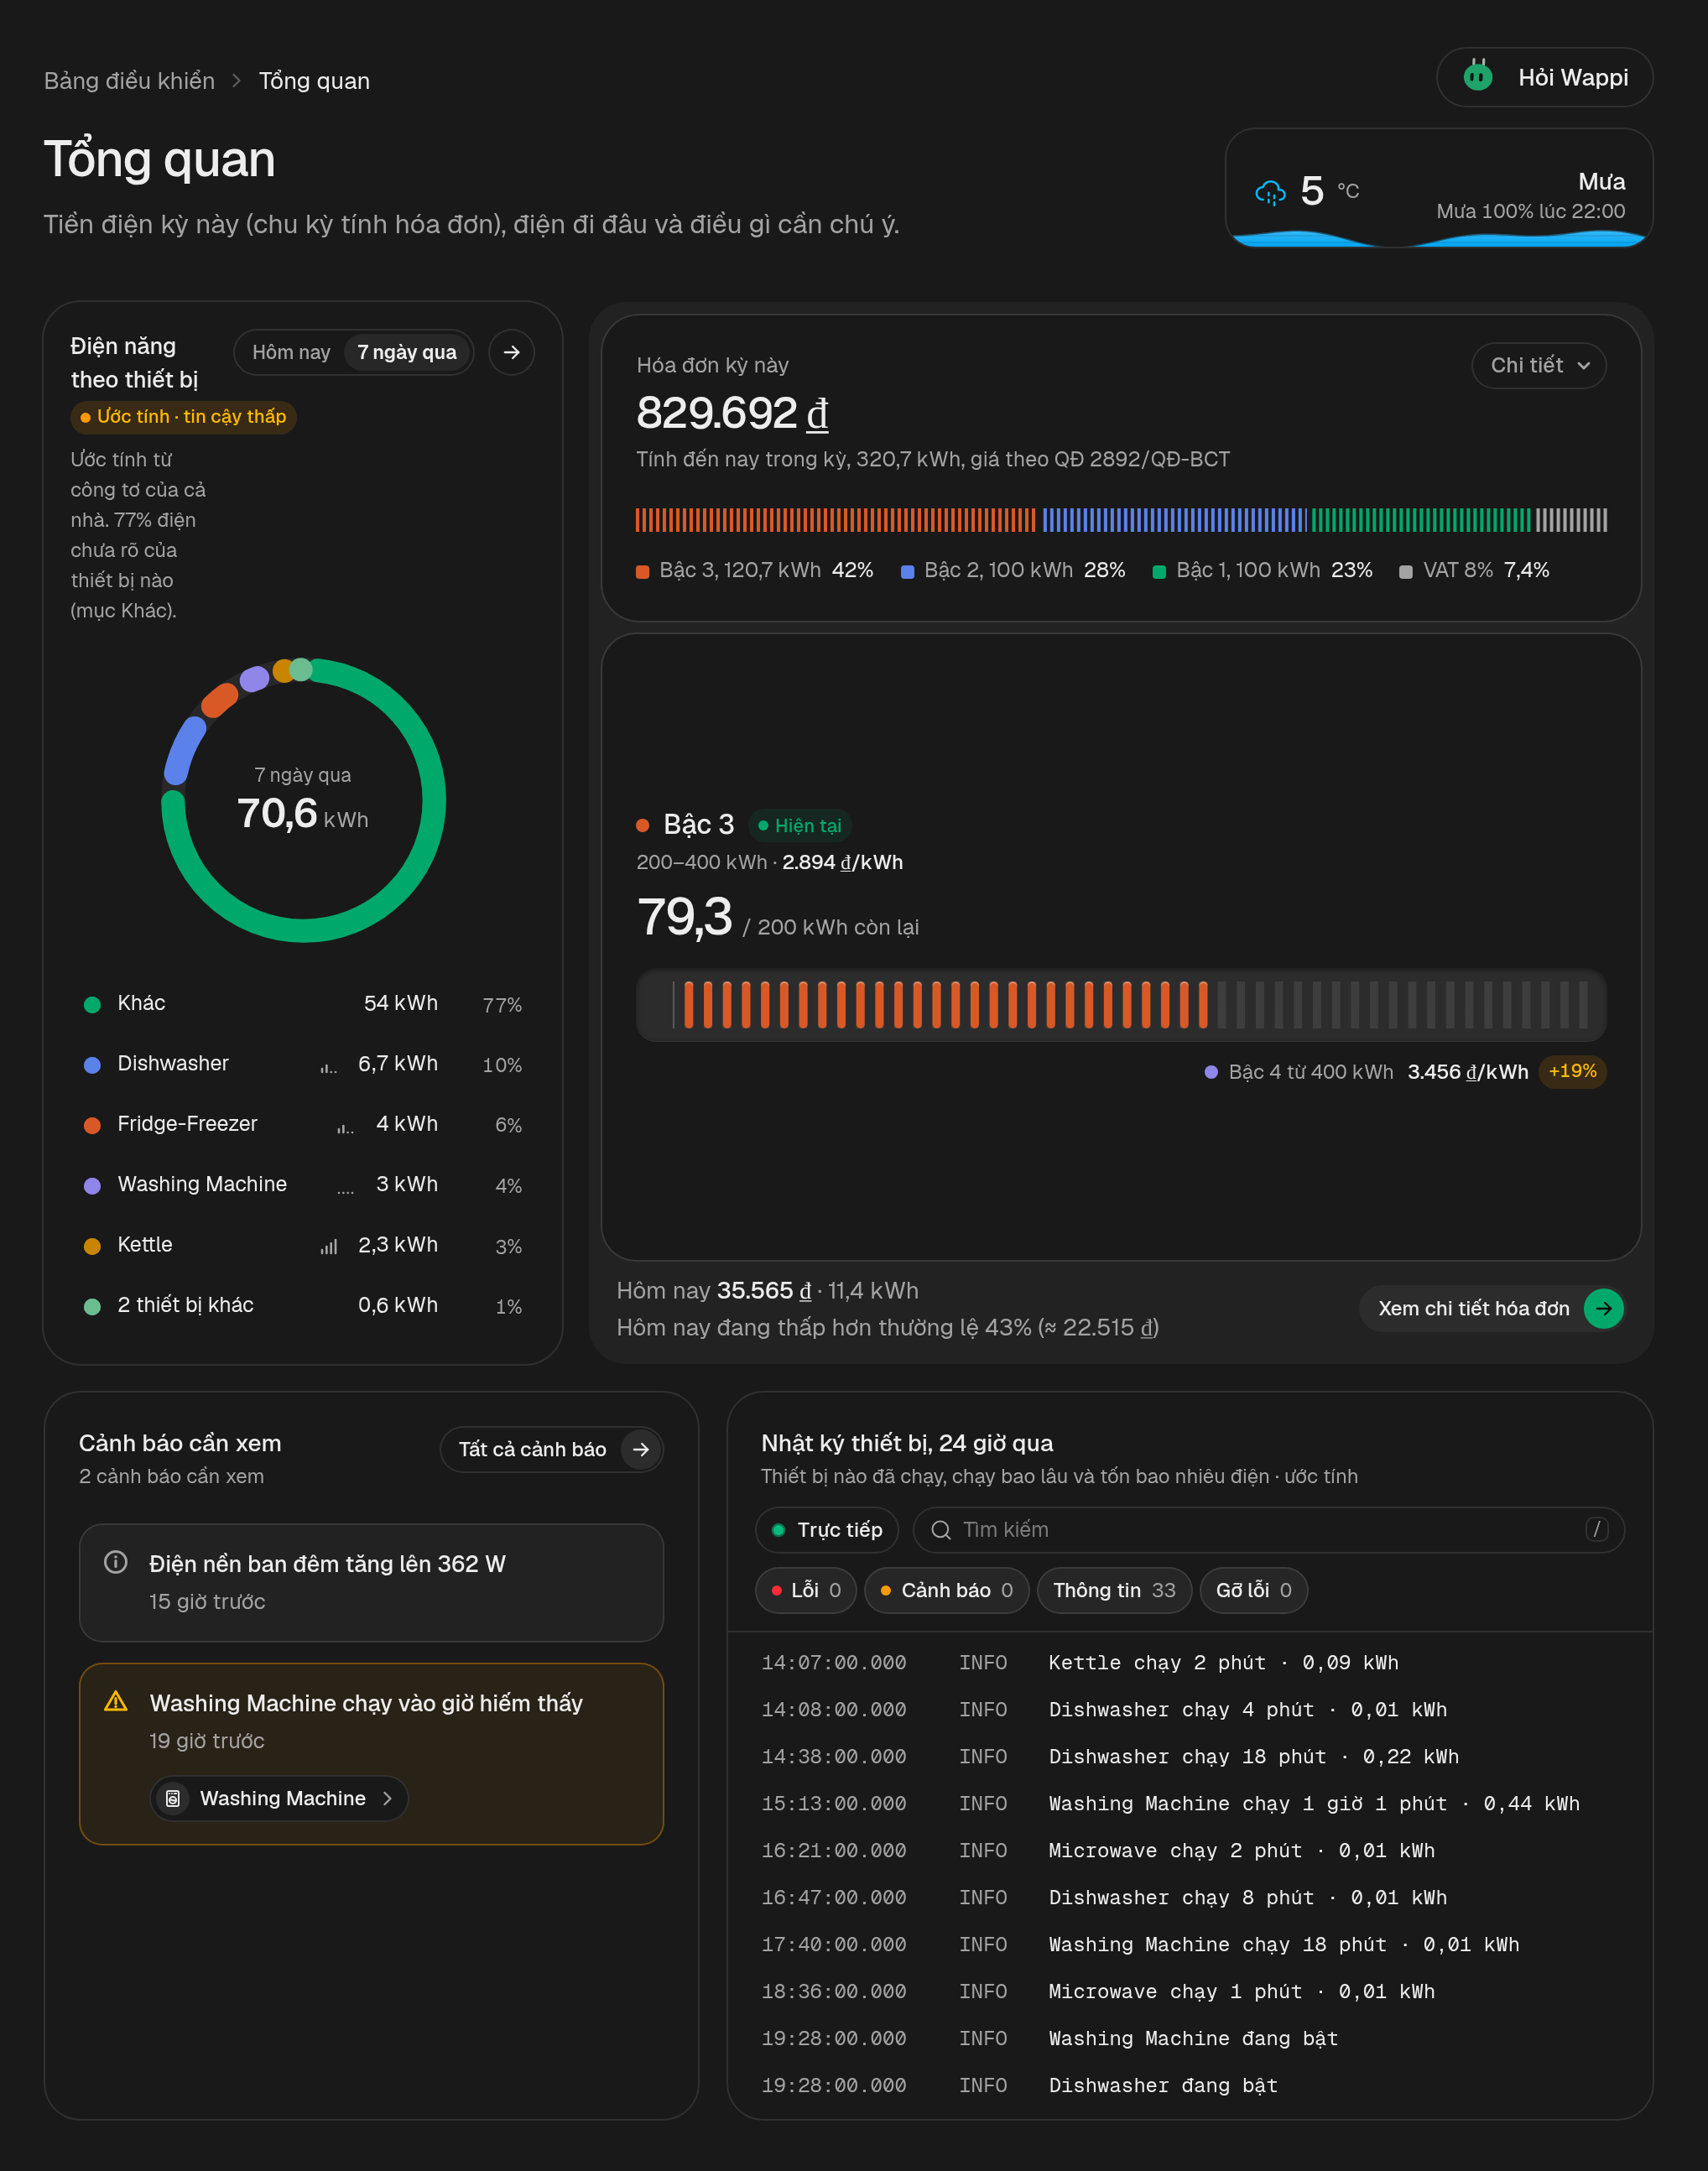 Bảng điều khiển > Tổng quan
Hỏi Wappi
Tổng quan
Tiền điện kỳ này (chu kỳ tính hóa đơn), điện đi đâu và điều gì cần chú ý.
5 °C
Mưa
Mưa 100% lúc 22:00
Điện năng
theo thiết bị
Hôm nay
7 ngày qua
Ước tính · tin cậy thấp
Ước tính từ
công tơ của cả
nhà. 77% điện
chưa rõ của
thiết bị nào
(mục Khác).
7 ngày qua
70,6 kWh
Khác 54 kWh 77%
Dishwasher 6,7 kWh 10%
Fridge-Freezer 4 kWh 6%
Washing Machine 3 kWh 4%
Kettle 2,3 kWh 3%
2 thiết bị khác 0,6 kWh 1%
Hóa đơn kỳ này
Chi tiết
829.692 ₫
Tính đến nay trong kỳ, 320,7 kWh, giá theo QĐ 2892/QĐ-BCT
Bậc 3, 120,7 kWh 42% Bậc 2, 100 kWh 28% Bậc 1, 100 kWh 23% VAT 8% 7,4%
Bậc 3 Hiện tại
200–400 kWh · 2.894 ₫/kWh
79,3 / 200 kWh còn lại
Bậc 4 từ 400 kWh 3.456 ₫/kWh +19%
Hôm nay 35.565 ₫ · 11,4 kWh
Hôm nay đang thấp hơn thường lệ 43% (≈ 22.515 ₫)
Xem chi tiết hóa đơn
Cảnh báo cần xem
2 cảnh báo cần xem
Tất cả cảnh báo
Điện nền ban đêm tăng lên 362 W
15 giờ trước
Washing Machine chạy vào giờ hiếm thấy
19 giờ trước
Washing Machine
Nhật ký thiết bị, 24 giờ qua
Thiết bị nào đã chạy, chạy bao lâu và tốn bao nhiêu điện · ước tính
Trực tiếp
Tìm kiếm /
Lỗi 0 Cảnh báo 0 Thông tin 33 Gỡ lỗi 0
14:07:00.000 INFO Kettle chạy 2 phút · 0,09 kWh
14:08:00.000 INFO Dishwasher chạy 4 phút · 0,01 kWh
14:38:00.000 INFO Dishwasher chạy 18 phút · 0,22 kWh
15:13:00.000 INFO Washing Machine chạy 1 giờ 1 phút · 0,44 kWh
16:21:00.000 INFO Microwave chạy 2 phút · 0,01 kWh
16:47:00.000 INFO Dishwasher chạy 8 phút · 0,01 kWh
17:40:00.000 INFO Washing Machine chạy 18 phút · 0,01 kWh
18:36:00.000 INFO Microwave chạy 1 phút · 0,01 kWh
19:28:00.000 INFO Washing Machine đang bật
19:28:00.000 INFO Dishwasher đang bật